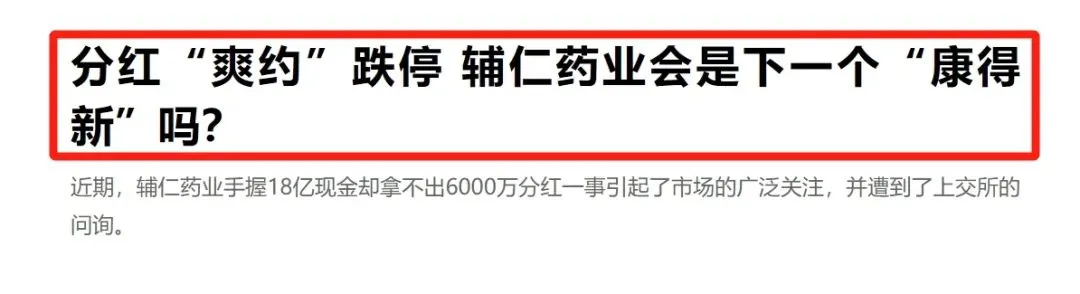 分红“爽约”跌停 辅仁药业会是下一个“康得
新”吗？
近期，辅仁药业手握18亿现金却拿不出6000万分红一事引起了市场的广泛关注，并遭到了上交所的
问询。